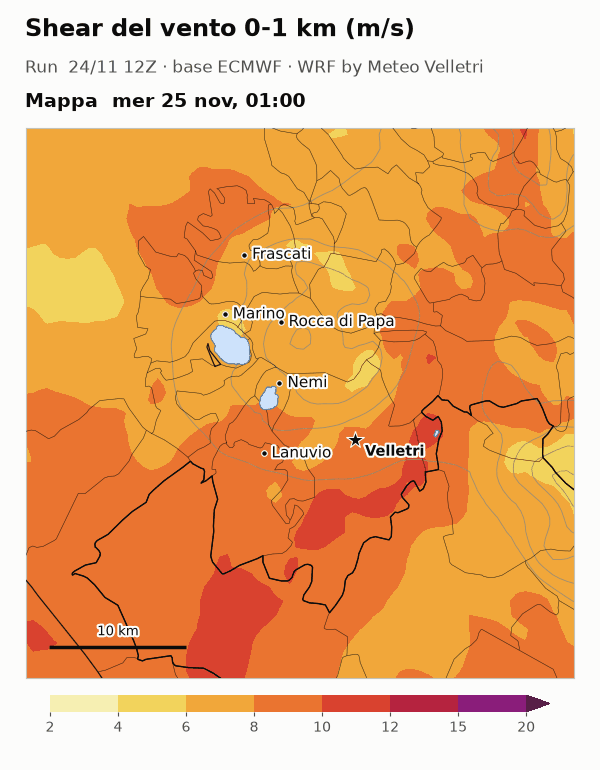 Shear del vento 0-1 km (m/s)
Run  24/11 12Z · base ECMWF · WRF by Meteo Velletri
Mappa  mer 25 nov, 01:00
Frascati
Marino
Rocca di Papa
Nemi
Velletri
Lanuvio
10 km
2 4 6 8 10 12 15 20